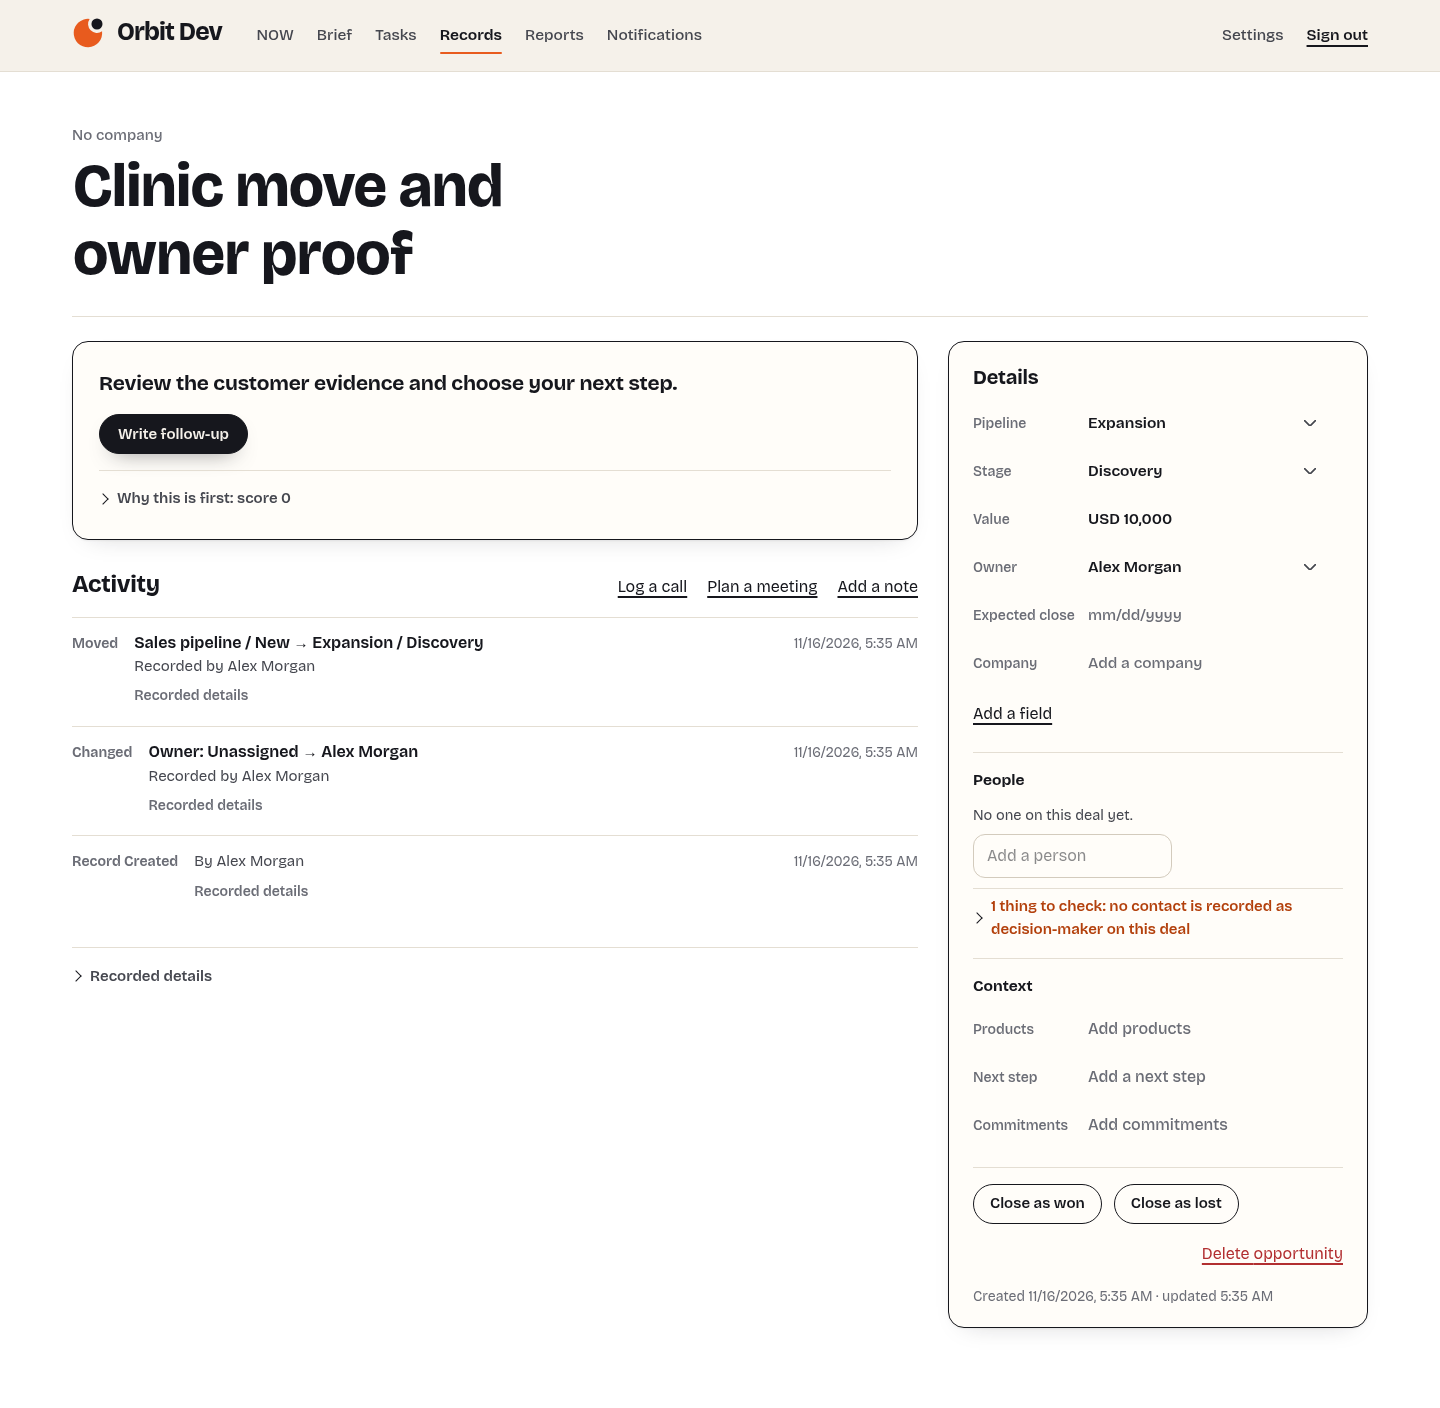 Orbit Dev
NOW
Brief
Tasks
Records
Reports
Notifications
Settings
Sign out
No company
Clinic move and
owner proof
Review the customer evidence and choose your next step.
Write follow-up
Why this is first: score 0
Activity
Log a call
Plan a meeting
Add a note
Moved
Sales pipeline / New → Expansion / Discovery
11/16/2026, 5:35 AM
Recorded by Alex Morgan
Recorded details
Changed
Owner: Unassigned → Alex Morgan
11/16/2026, 5:35 AM
Recorded by Alex Morgan
Recorded details
Record Created
By Alex Morgan
11/16/2026, 5:35 AM
Recorded details
Recorded details
Details
Pipeline
Expansion
Stage
Discovery
Value
USD 10,000
Owner
Alex Morgan
Expected close
mm/dd/yyyy
Company
Add a company
Add a field
People
No one on this deal yet.
Add a person
1 thing to check: no contact is recorded as
decision-maker on this deal
Context
Products
Add products
Next step
Add a next step
Commitments
Add commitments
Close as won
Close as lost
Delete opportunity
Created 11/16/2026, 5:35 AM · updated 5:35 AM